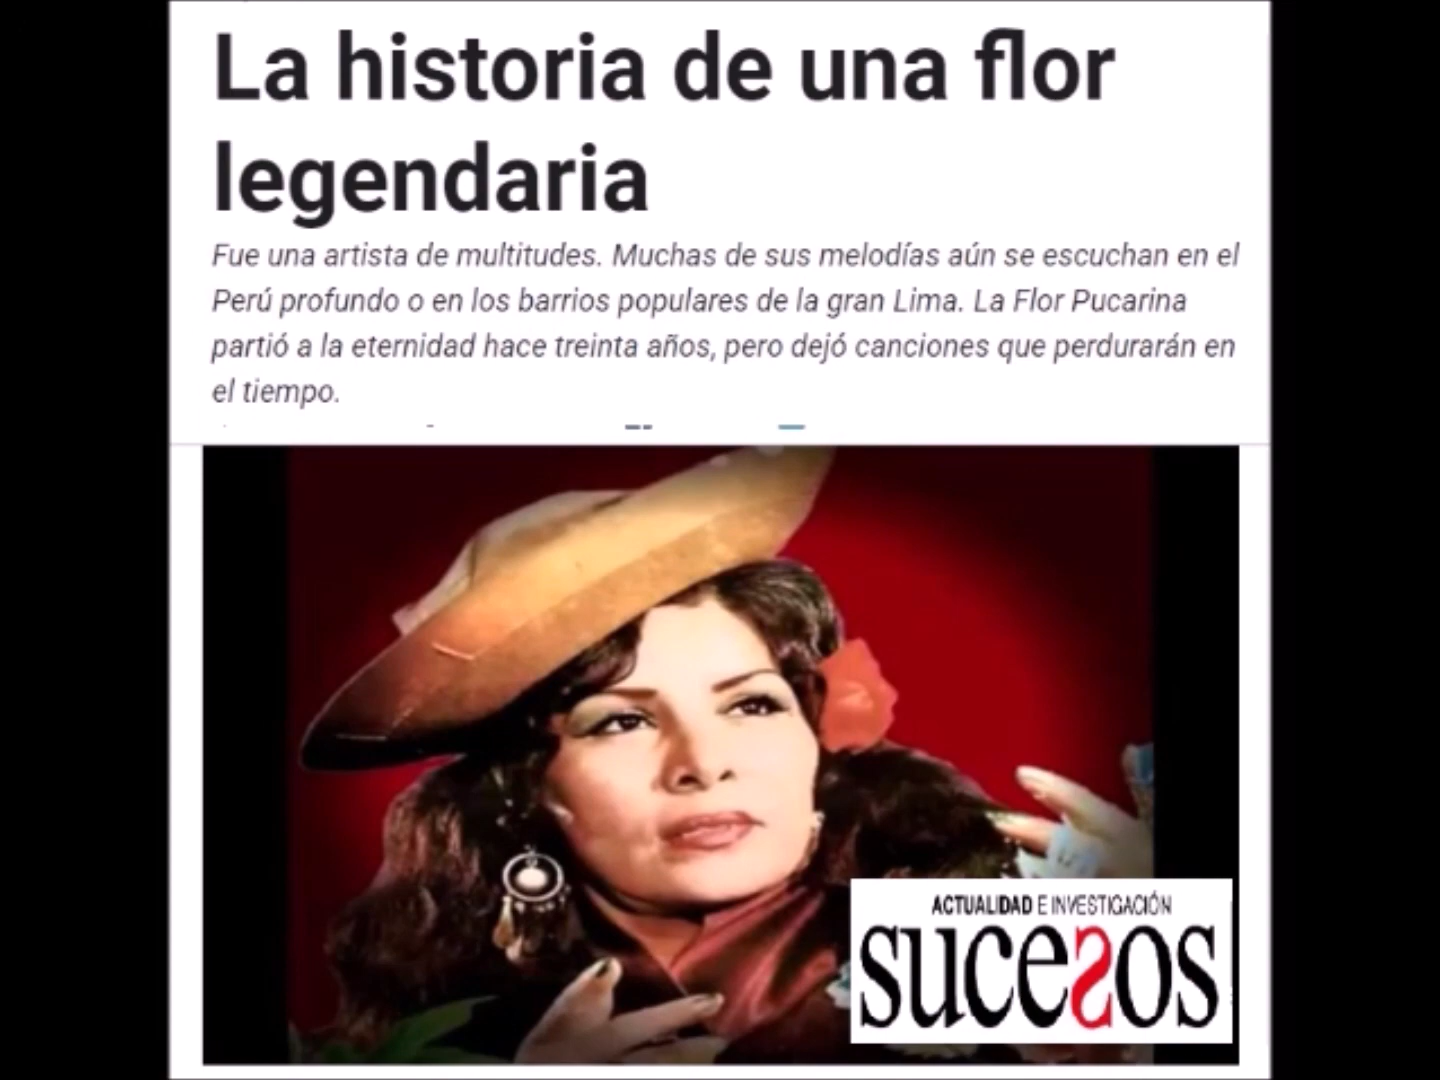 La historia de una flor
legendaria
Fue una artista de multitudes. Muchas de sus melodías aún se escuchan en el
Perú profundo o en los barrios populares de la gran Lima. La Flor Pucarina
partió a la eternidad hace treinta años, pero dejó canciones que perdurarán en
el tiempo.
ACTUALIDAD E INVESTIGACIÓN
sucesos